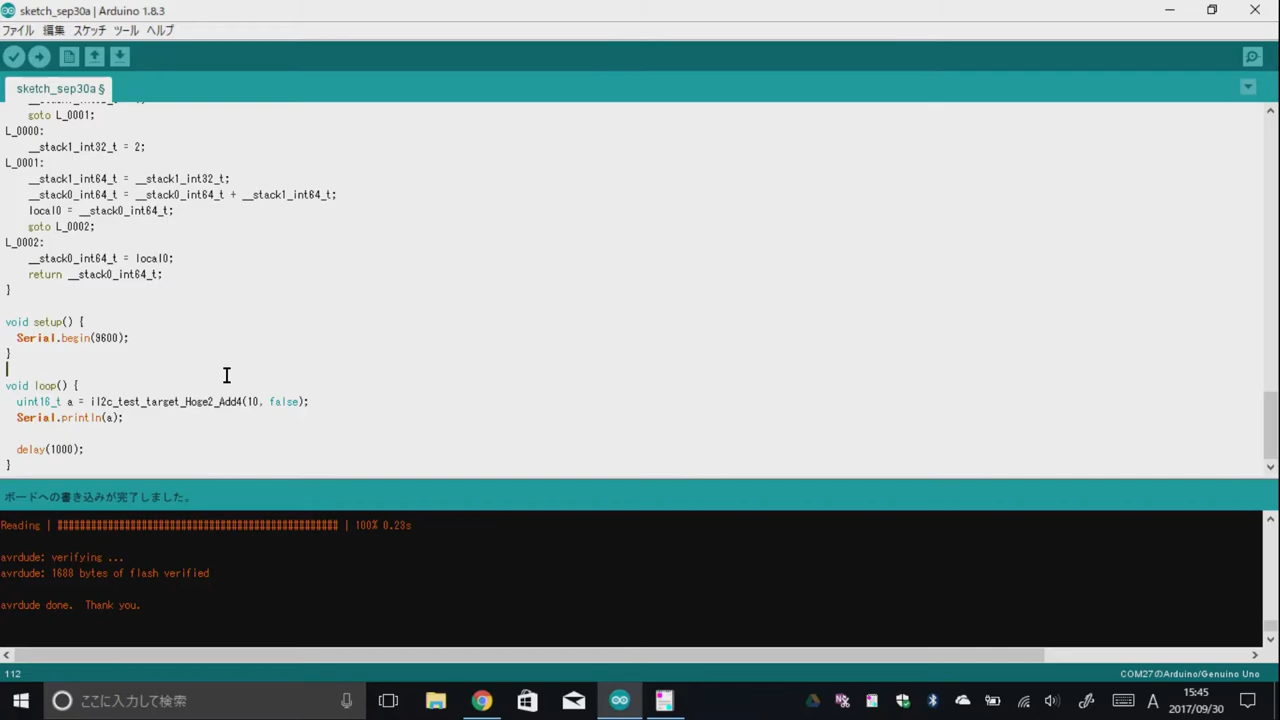 sketch_sep30a | Arduino 1.8.3
ファイル 編集 スケッチ ツール ヘルプ
sketch_sep30a §
goto L_0001;
L_0000:
__stack1_int32_t = 2;
L_0001:
__stack1_int64_t = __stack1_int32_t;
__stack0_int64_t = __stack0_int64_t + __stack1_int64_t;
local0 = __stack0_int64_t;
goto L_0002;
L_0002:
__stack0_int64_t = local0;
return __stack0_int64_t;
}
void setup() {
Serial.begin(9600);
}
void loop() {
uint16_t a = il2c_test_target_Hoge2_Add4(10, false);
Serial.println(a);
delay(1000);
}
ボードへの書き込みが完了しました。
Reading | ################################################## | 100% 0.23s
avrdude: verifying ...
avrdude: 1688 bytes of flash verified
avrdude done.  Thank you.
112
COM27のArduino/Genuino Uno
ここに入力して検索
A
15:45
2017/09/30